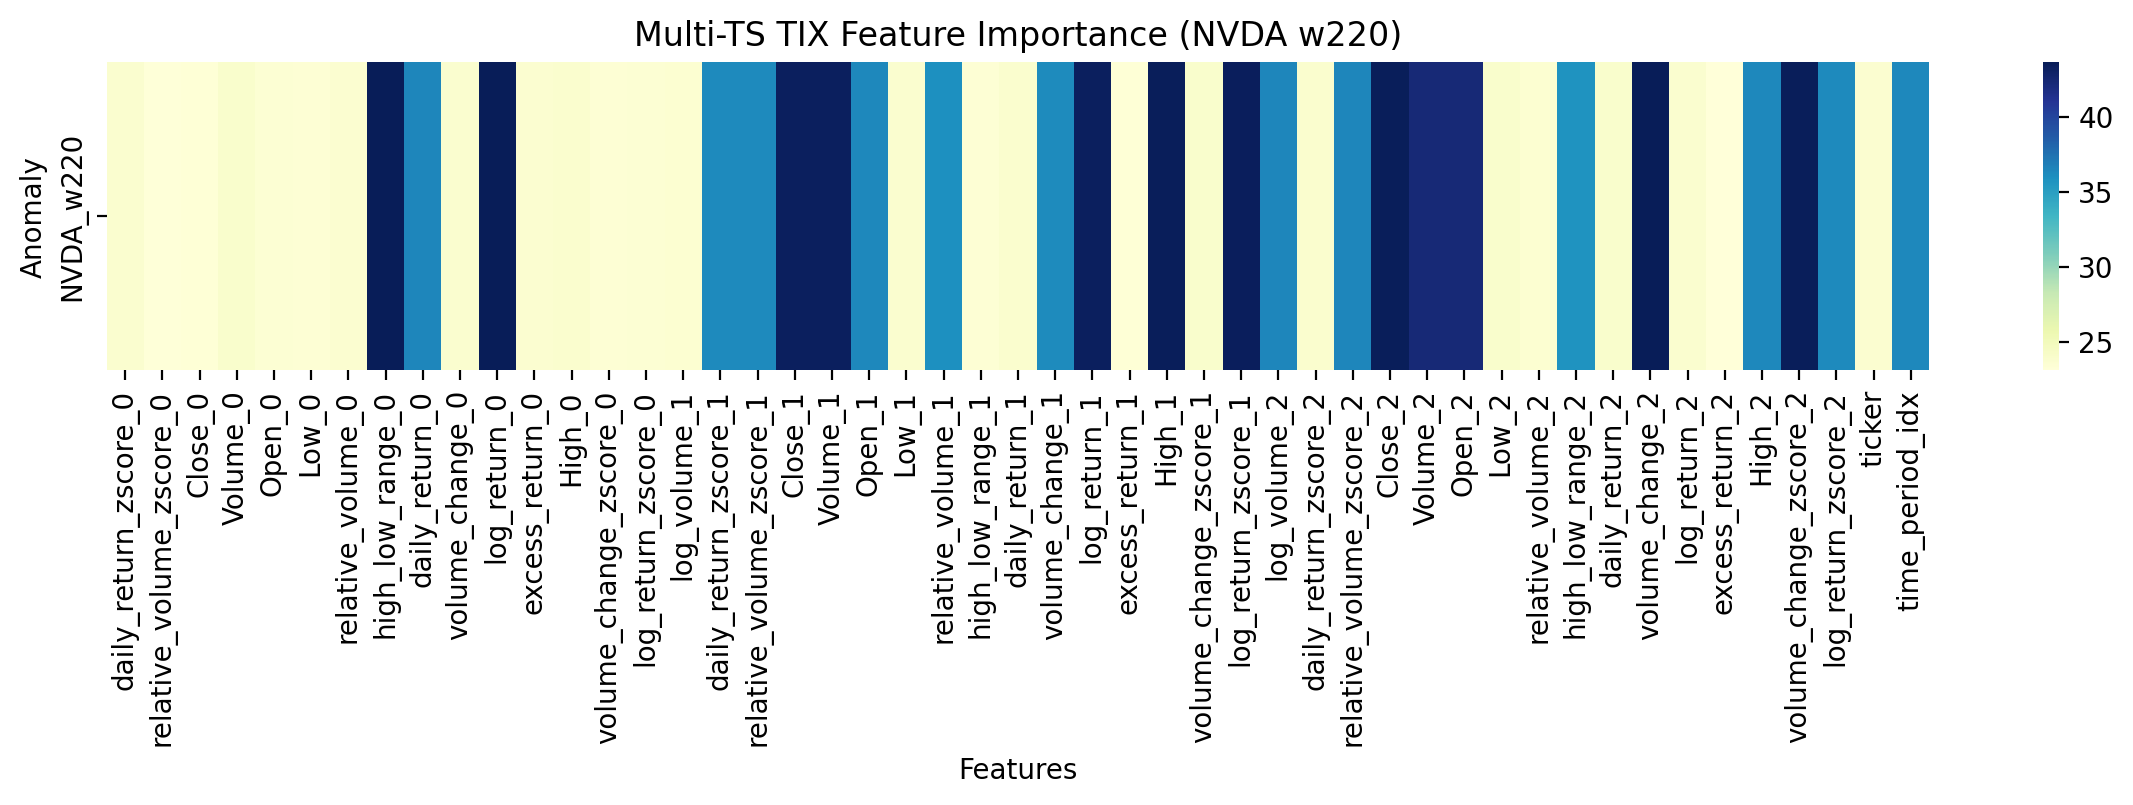 Multi-TS TIX Feature Importance (NVDA w220)
Anomaly
NVDA_w220
40
35
30
25
daily_return_zscore_0
relative_volume_zscore_0
Close_0
Volume_0
Open_0
Low_0
relative_volume_0
high_low_range_0
daily_return_0
volume_change_0
log_return_0
excess_return_0
High_0
volume_change_zscore_0
log_return_zscore_0
log_volume_1
daily_return_zscore_1
relative_volume_zscore_1
Close_1
Volume_1
Open_1
Low_1
relative_volume_1
high_low_range_1
daily_return_1
volume_change_1
log_return_1
excess_return_1
High_1
volume_change_zscore_1
log_return_zscore_1
log_volume_2
daily_return_zscore_2
relative_volume_zscore_2
Close_2
Volume_2
Open_2
Low_2
relative_volume_2
high_low_range_2
daily_return_2
volume_change_2
log_return_2
excess_return_2
High_2
volume_change_zscore_2
log_return_zscore_2
ticker
time_period_idx
Features